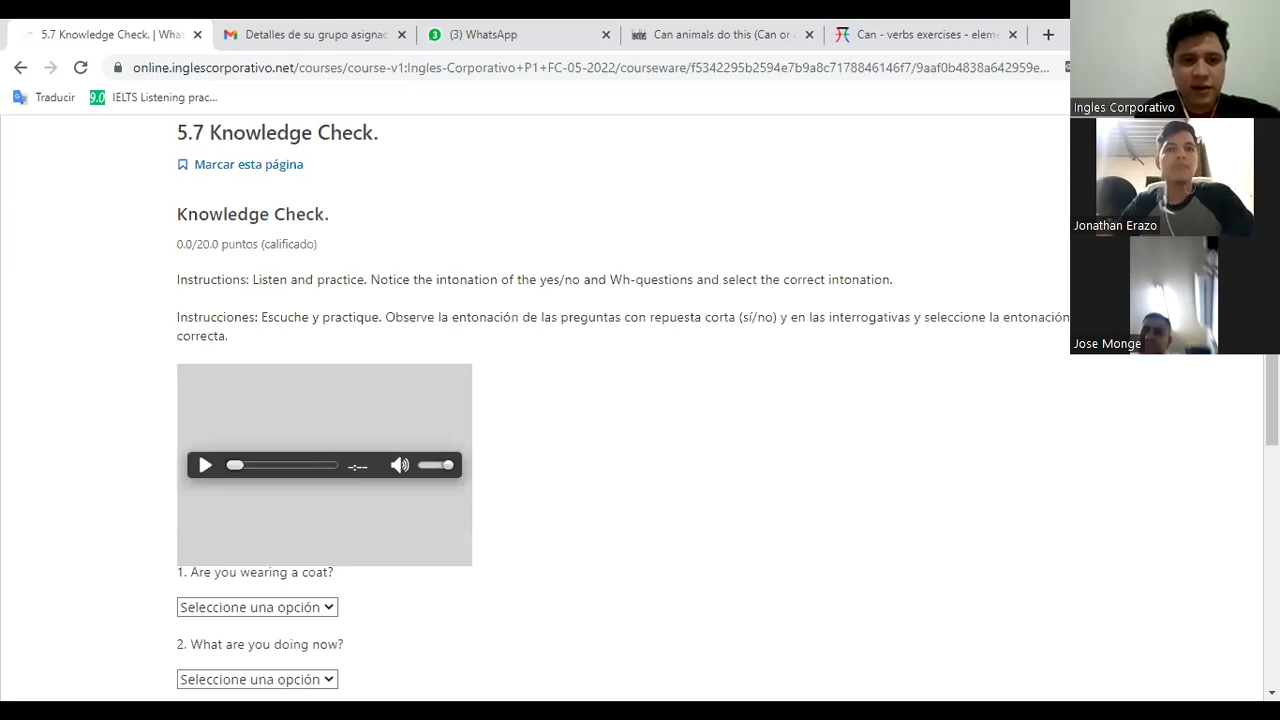 5.7 Knowledge Check. | Wha
Detalles de su grupo asignac
(3) WhatsApp
Can animals do this (Can or c
Can - verbs exercises - eleme
online.inglescorporativo.net/courses/course-v1:Ingles-Corporativo+P1+FC-05-2022/courseware/f5342295b2594e7b9a8c7178846146f7/9aaf0b4838a642959e...
Traducir
9.0 IELTS Listening prac...
Ingles Corporativo
5.7 Knowledge Check.
Marcar esta página
Knowledge Check.
Jonathan Erazo
0.0/20.0 puntos (calificado)
Instructions: Listen and practice. Notice the intonation of the yes/no and Wh-questions and select the correct intonation.
Instrucciones: Escuche y practique. Observe la entonación de las preguntas con repuesta corta (sí/no) y en las interrogativas y seleccione la entonación
correcta.
Jose Monge
-:--
1. Are you wearing a coat?
Seleccione una opción
2. What are you doing now?
Seleccione una opción